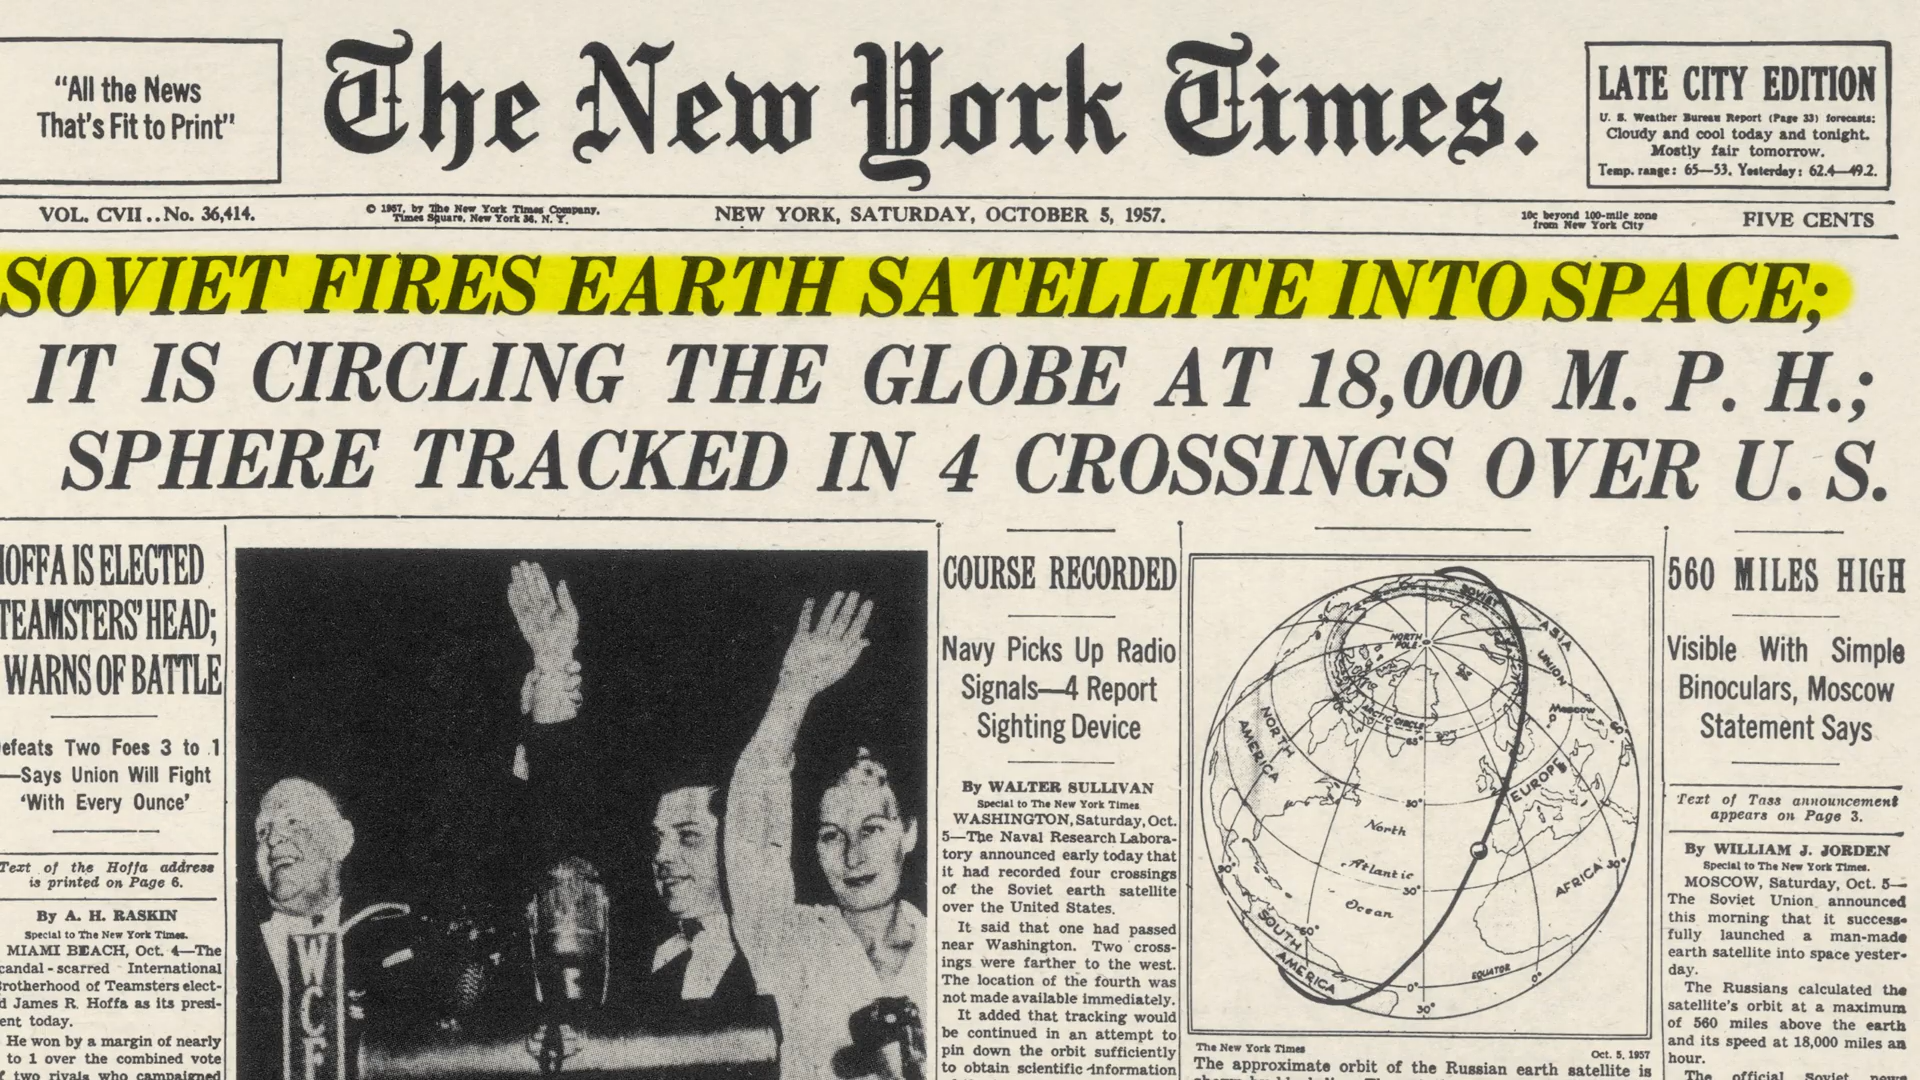 "All the News
That's Fit to Print"
The New York Times.
LATE CITY EDITION
U. S. Weather Bureau Report (Page 33) forecasts:
Cloudy and cool today and tonight.
Mostly fair tomorrow.
Temp. range: 65—53. Yesterday: 62.4—49.2.
VOL. CVII.. No. 36,414.
© 1957, by The New York Times Company.
Times Square, New York 36, N. Y.
NEW YORK, SATURDAY, OCTOBER 5, 1957.
10c beyond 100-mile zone
from New York City
FIVE CENTS
SOVIET FIRES EARTH SATELLITE INTO SPACE;
IT IS CIRCLING THE GLOBE AT 18,000 M. P. H.;
SPHERE TRACKED IN 4 CROSSINGS OVER U. S.
HOFFA IS ELECTED
TEAMSTERS' HEAD;
WARNS OF BATTLE
efeats Two Foes 3 to 1
—Says Union Will Fight
'With Every Ounce'
Text of the Hoffa address
is printed on Page 6.
By A. H. RASKIN
Special to The New York Times.
MIAMI BEACH, Oct. 4—The
candal-scarred International
Brotherhood of Teamsters elect-
d James R. Hoffa as its presi-
ent today.
He won by a margin of nearly
to 1 over the combined vote
f two rivals who campaigned
W
C
F
COURSE RECORDED
Navy Picks Up Radio
Signals—4 Report
Sighting Device
By WALTER SULLIVAN
Special to The New York Times
WASHINGTON, Saturday, Oct.
5—The Naval Research Labora-
tory announced early today that
it had recorded four crossings
of the Soviet earth satellite
over the United States.
It said that one had passed
near Washington. Two cross-
ings were farther to the west.
The location of the fourth was
not made available immediately.
It added that tracking would
be continued in an attempt to
pin down the orbit sufficiently
to obtain scientific information
SOVIET
UNION
ASIA
NORTH
POLE
Moscow
ARCTIC CIRCLE
NORTH
AMERICA
EUROPE
North
Atlantic
Ocean
AFRICA
SOUTH
AMERICA
EQUATOR
The New York Times
Oct. 5, 1957
The approximate orbit of the Russian earth satellite is
560 MILES HIGH
Visible With Simple
Binoculars, Moscow
Statement Says
Text of Tass announcement
appears on Page 3.
By WILLIAM J. JORDEN
Special to The New York Times.
MOSCOW, Saturday, Oct. 5—
The Soviet Union announced
this morning that it success-
fully launched a man-made
earth satellite into space yester-
day.
The Russians calculated the
satellite's orbit at a maximum
of 560 miles above the earth
and its speed at 18,000 miles an
hour.
The official Soviet news